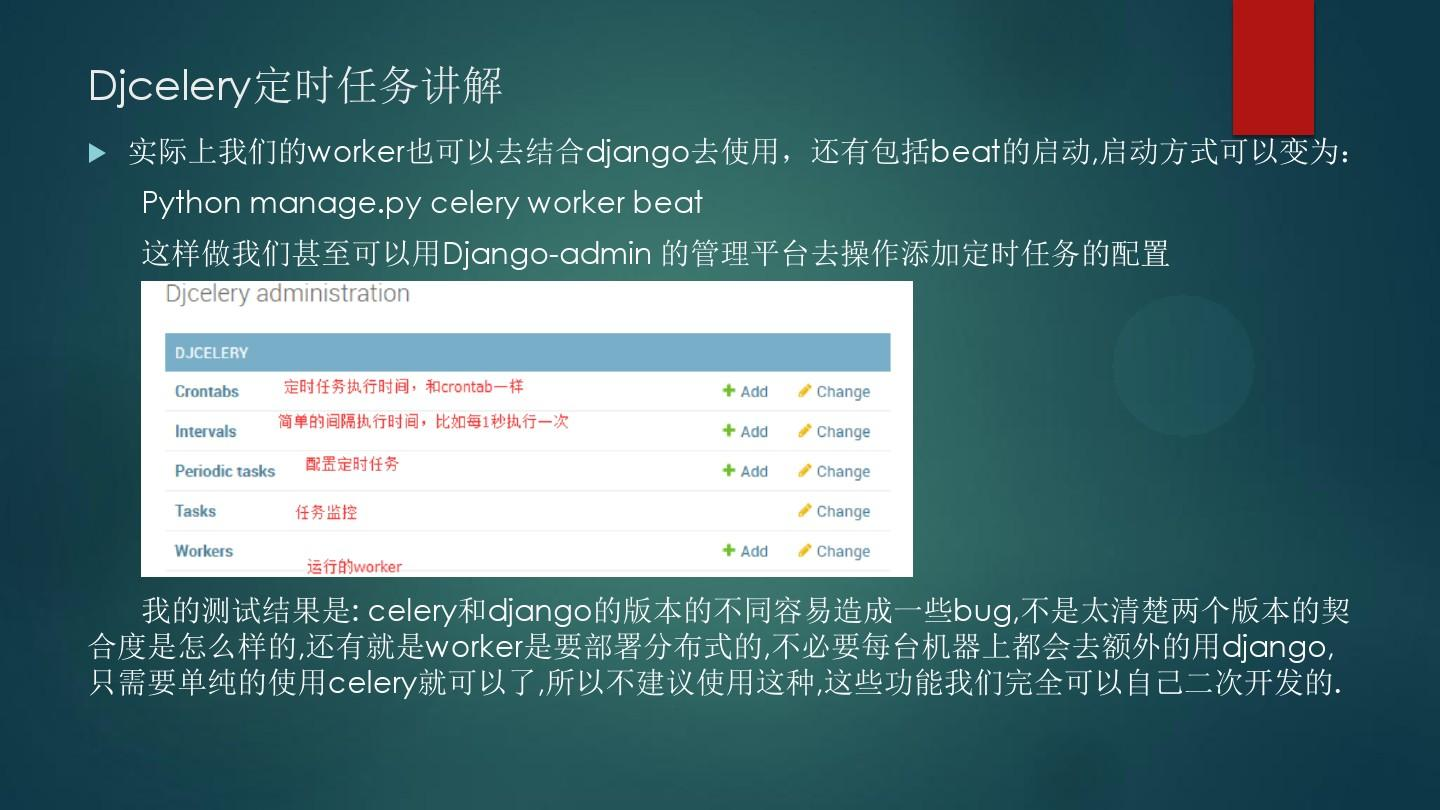 Djcelery定时任务讲解
实际上我们的worker也可以去结合django去使用，还有包括beat的启动,启动方式可以变为：
Python manage.py celery worker beat
这样做我们甚至可以用Django-admin 的管理平台去操作添加定时任务的配置
Djcelery administration
DJCELERY
Crontabs 定时任务执行时间，和crontab一样 Add Change
Intervals 简单的间隔执行时间，比如每1秒执行一次 Add Change
Periodic tasks 配置定时任务 Add Change
Tasks 任务监控 Change
Workers 运行的worker Add Change
我的测试结果是: celery和django的版本的不同容易造成一些bug,不是太清楚两个版本的契
合度是怎么样的,还有就是worker是要部署分布式的,不必要每台机器上都会去额外的用django,
只需要单纯的使用celery就可以了,所以不建议使用这种,这些功能我们完全可以自己二次开发的.